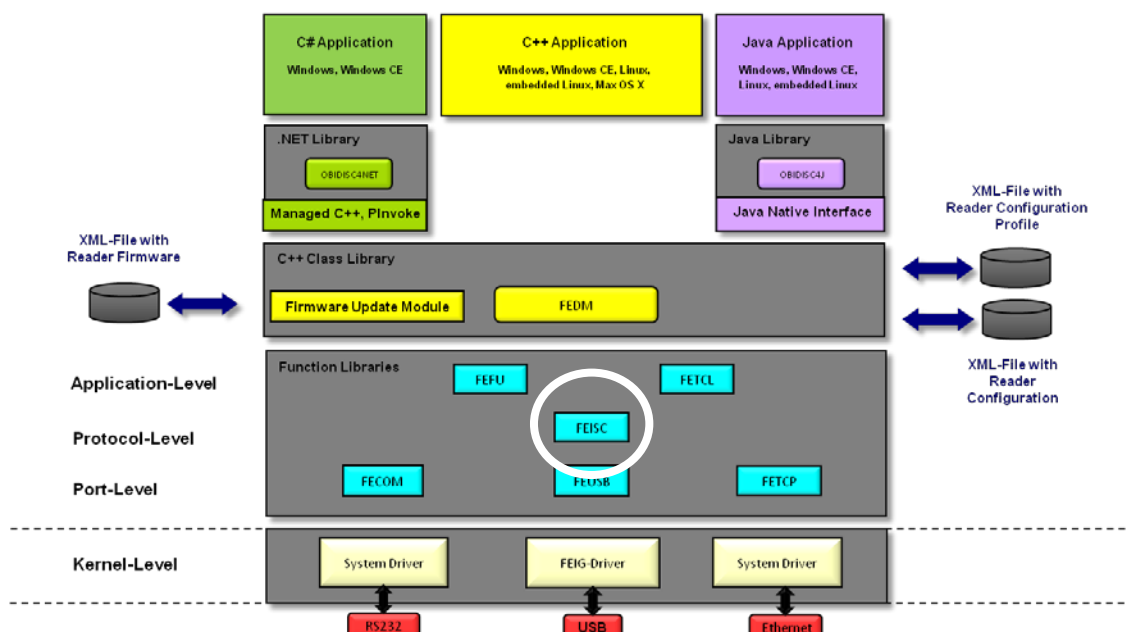 C# Application
Windows, Windows CE
C++ Application
Windows, Windows CE, Linux,
embedded Linux, Max OS X
Java Application
Windows, Windows CE,
Linux, embedded Linux
.NET Library
OBIDISC4NET
Managed C++, PInvoke
Java Library
OBIDISC4J
Java Native Interface
XML-File with
Reader Firmware
XML-File with
Reader Configuration
Profile
C++ Class Library
Firmware Update Module
FEDM
XML-File with
Reader
Configuration
Function Libraries
Application-Level
FEFU
FETCL
Protocol-Level
FEISC
Port-Level
FECOM
FEUSB
FETCP
Kernel-Level
System Driver
FEIG-Driver
System Driver
RS232
USB
Ethernet